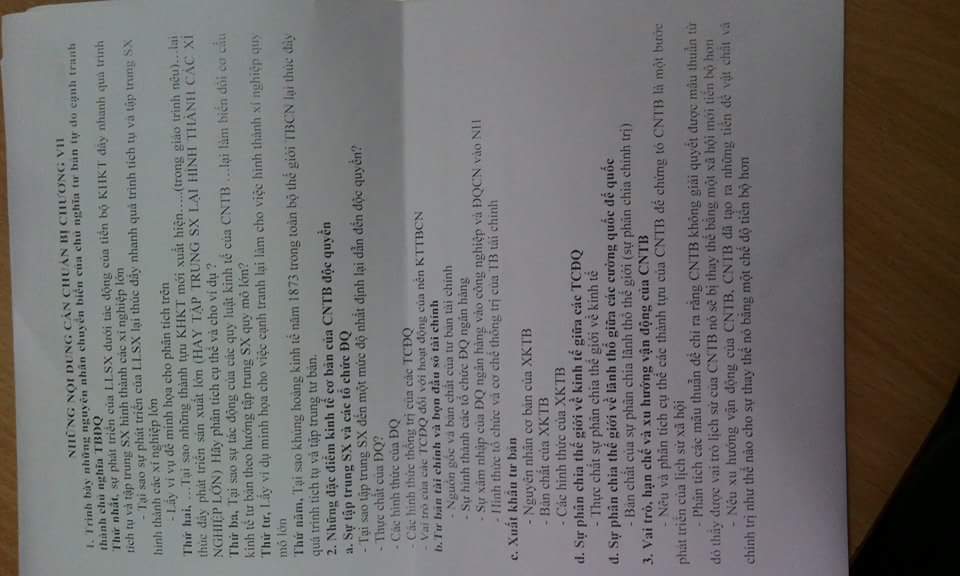 NHỮNG NỘI DUNG CẦN CHUẨN BỊ CHƯƠNG VII
1. Trình bày những nguyên nhân chuyển biến của chủ nghĩa tư bản tự do cạnh tranh
thành chủ nghĩa TBĐQ
Thứ nhất, sự phát triển của LLSX dưới tác động của tiến bộ KHKT đẩy nhanh quá trình
tích tụ và tập trung SX hình thành các xí nghiệp lớn
- Tại sao sự phát triển của LLSX lại thúc đẩy nhanh quá trình tích tụ và tập trung SX
hình thành các xí nghiệp lớn
- Lấy ví vụ để minh họa cho phân tích trên
Thứ hai, …Tại sao những thành tựu KHKT mới xuất hiện…..(trong giáo trình nêu)…lại
thúc đẩy phát triển sản xuất lớn (HAY TẬP TRUNG SX LẠI HÌNH THÀNH CÁC XÍ
NGHIỆP LỚN) Hãy phân tích cụ thể và cho ví dụ ?
Thứ ba, Tại sao sự tác động của các quy luật kinh tế của CNTB …lại làm biến đổi cơ cấu
kinh tế tư bản theo hướng tập trung SX quy mô lớn?
Thứ tư, Lấy ví dụ minh họa cho việc cạnh tranh lại làm cho việc hình thành xí nghiệp quy
mô lớn
Thứ năm, Tại sao khủng hoảng kinh tế năm 1873 trong toàn bộ thế giới TBCN lại thúc đẩy
quá trình tích tụ và tập trung tư bản.
2. Những đặc điểm kinh tế cơ bản của CNTB độc quyền
a. Sự tập trung SX và các tổ chức ĐQ
- Tại sao tập trung SX đến một mức độ nhất định lại dẫn đến độc quyền?
- Thực chất của ĐQ?
- Các hình thức của ĐQ
- Các hình thức thống trị của các TCĐQ
- Vai trò của các TCĐQ đối với hoạt động của nền KTTBCN
b.Tư bản tài chính và bọn đầu sỏ tài chính
- Nguồn gốc và bản chất của tư bản tài chính
- Sự hình thành các tổ chức ĐQ ngân hàng
- Sự xâm nhập của ĐQ ngân hàng vào công nghiệp và ĐQCN vào NH
- Hình thức tổ chức và cơ chế thống trị của TB tài chính
c. Xuất khẩu tư bản
- Nguyên nhân cơ bản của XKTB
- Bản chất của XKTB
- Các hình thức của XKTB
d. Sự phân chia thế giới về kinh tế giữa các TCĐQ
- Thực chất sự phân chia thế giới về kinh tế
đ. Sự phân chia thế giới về lãnh thổ giữa các cường quốc đế quốc
- Bản chất của sự phân chia lãnh thổ thế giới (sự phân chia chính trị)
3. Vai trò, hạn chế và xu hướng vận động của CNTB
- Nêu và phân tích cụ thể các thành tựu của CNTB để chứng tỏ CNTB là một bước
phát triển của lịch sử xã hội
- Phân tích các mâu thuẫn để chỉ ra rằng CNTB không giải quyết được mâu thuẫn từ
đó thấy được vai trò lịch sử của CNTB nó sẽ bị thay thế bằng một xã hội mới tiến bộ hơn
- Nêu xu hướng vận động của CNTB, CNTB đã tạo ra những tiền đề vật chất và
chính trị như thế nào cho sự thay thế nó bằng một chế độ tiến bộ hơn